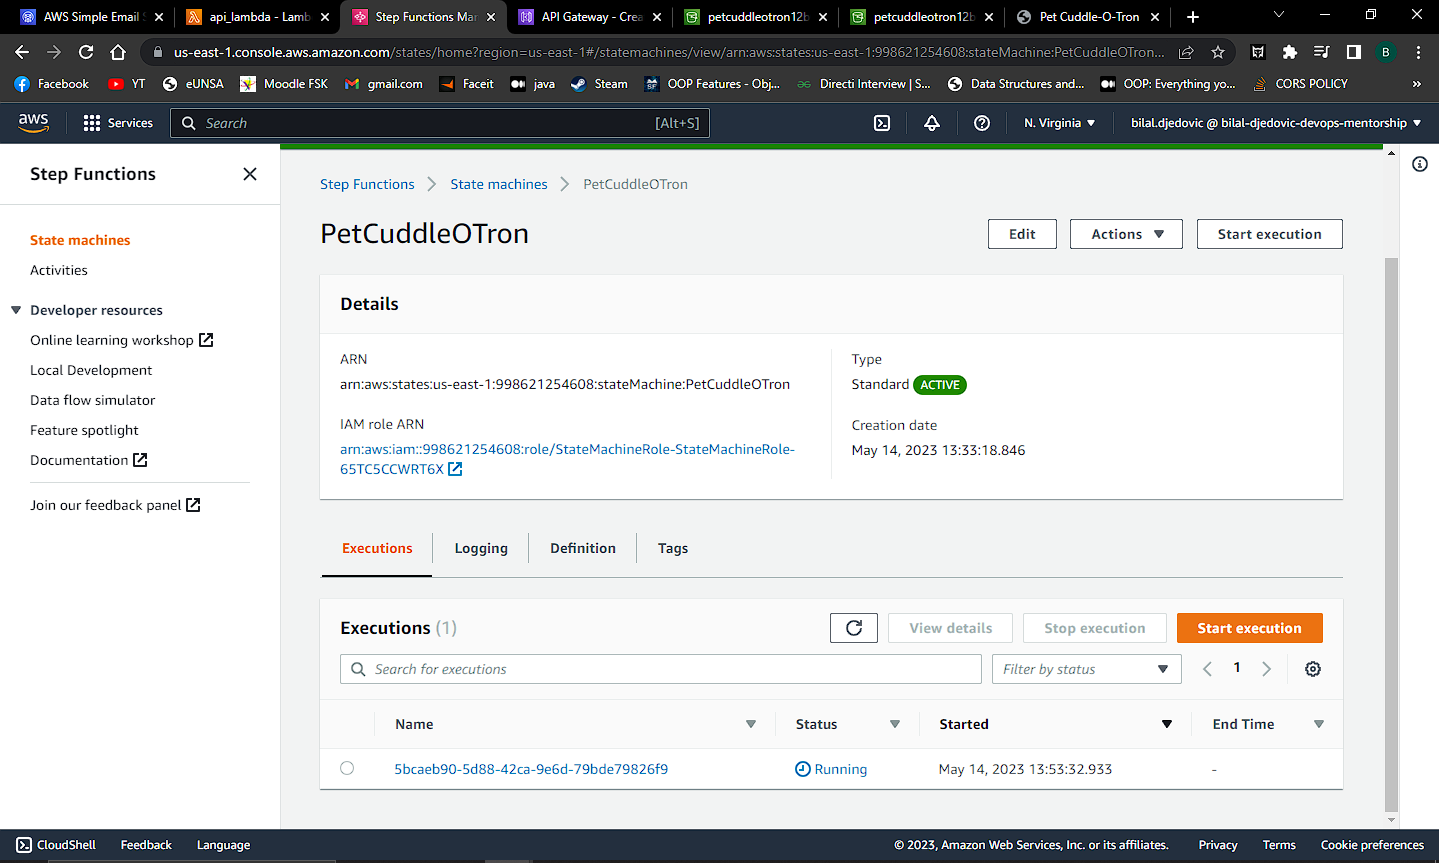 AWS Simple Email S
api_lambda - Lamb
Step Functions Mar
API Gateway - Crea
petcuddleotron12b
petcuddleotron12b
Pet Cuddle-O-Tron
us-east-1.console.aws.amazon.com/states/home?region=us-east-1#/statemachines/view/arn:aws:states:us-east-1:998621254608:stateMachine:PetCuddleOTron...
B
Facebook
YT
eUNSA
Moodle FSK
gmail.com
Faceit
java
Steam
OOP Features - Obj...
Directi Interview | S...
Data Structures and...
OOP: Everything yo...
CORS POLICY
»
aws
Services
Search
[Alt+S]
N. Virginia
bilal.djedovic @ bilal-djedovic-devops-mentorship
Step Functions
State machines
Activities
Developer resources
Online learning workshop
Local Development
Data flow simulator
Feature spotlight
Documentation
Join our feedback panel
Step Functions
State machines
PetCuddleOTron
PetCuddleOTron
Edit
Actions
Start execution
Details
ARN
arn:aws:states:us-east-1:998621254608:stateMachine:PetCuddleOTron
IAM role ARN
arn:aws:iam::998621254608:role/StateMachineRole-StateMachineRole-
65TC5CCWRT6X
Type
Standard ACTIVE
Creation date
May 14, 2023 13:33:18.846
Executions
Logging
Definition
Tags
Executions (1)
View details
Stop execution
Start execution
Search for executions
Filter by status
1
Name
Status
Started
End Time
5bcaeb90-5d88-42ca-9e6d-79bde79826f9
Running
May 14, 2023 13:53:32.933
-
CloudShell
Feedback
Language
© 2023, Amazon Web Services, Inc. or its affiliates.
Privacy
Terms
Cookie preferences